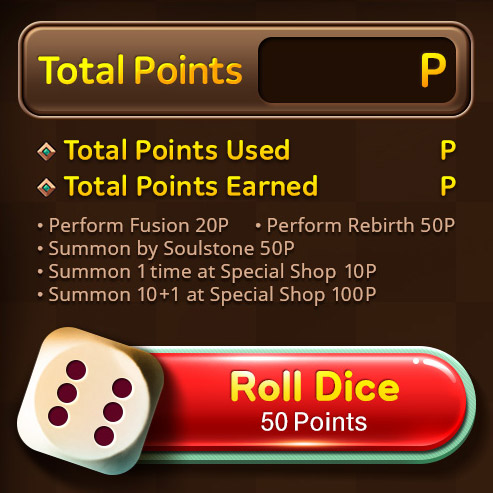 Total Points P
Total Points Used P
Total Points Earned P
• Perform Fusion 20P • Perform Rebirth 50P
• Summon by Soulstone 50P
• Summon 1 time at Special Shop 10P
• Summon 10+1 at Special Shop 100P
Roll Dice
50 Points